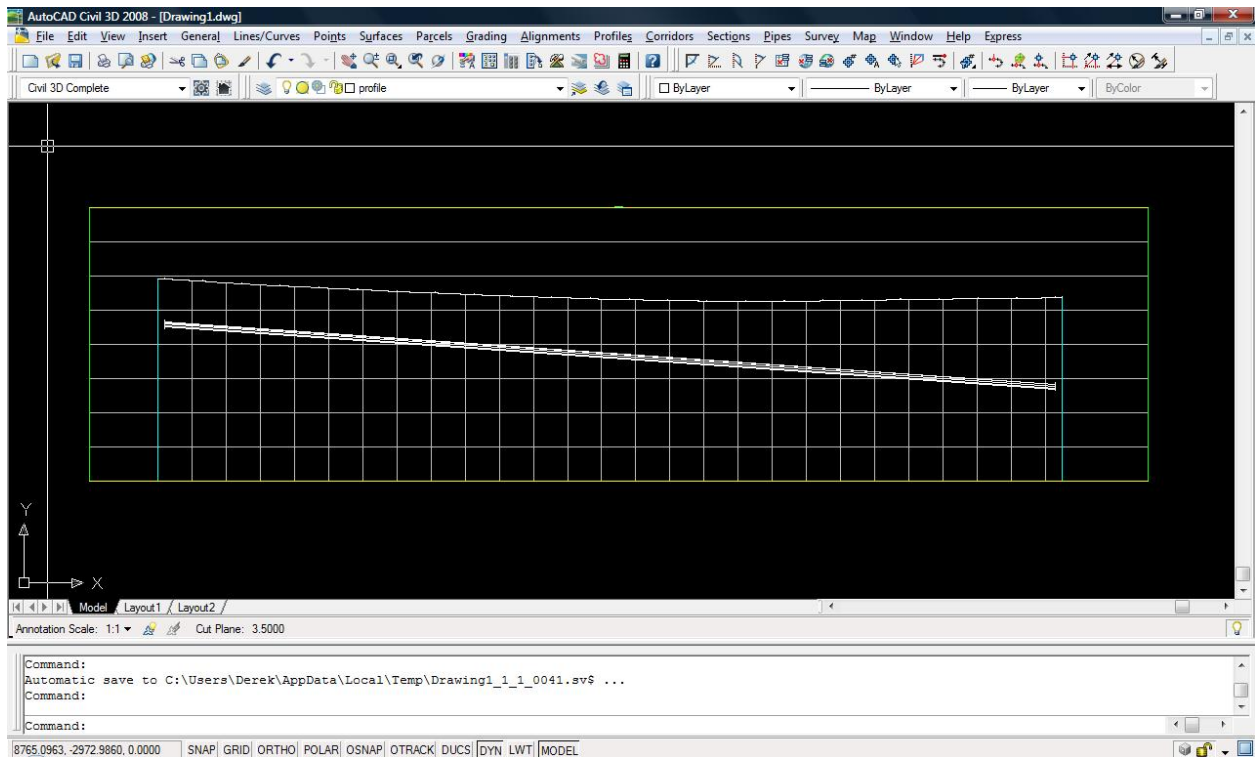 AutoCAD Civil 3D 2008 - [Drawing1.dwg]
File Edit View Insert General Lines/Curves Points Surfaces Parcels Grading Alignments Profiles Corridors Sections Pipes Survey Map Window Help Express
Civil 3D Complete profile ByLayer ByLayer ByLayer ByColor
Y
X
Model Layout1 Layout2
Annotation Scale: 1:1 Cut Plane: 3.5000
Command:
Automatic save to C:\Users\Derek\AppData\Local\Temp\Drawing1_1_1_0041.sv$ ...
Command:
Command:
8765.0963, -2972.9860, 0.0000 SNAP GRID ORTHO POLAR OSNAP OTRACK DUCS DYN LWT MODEL